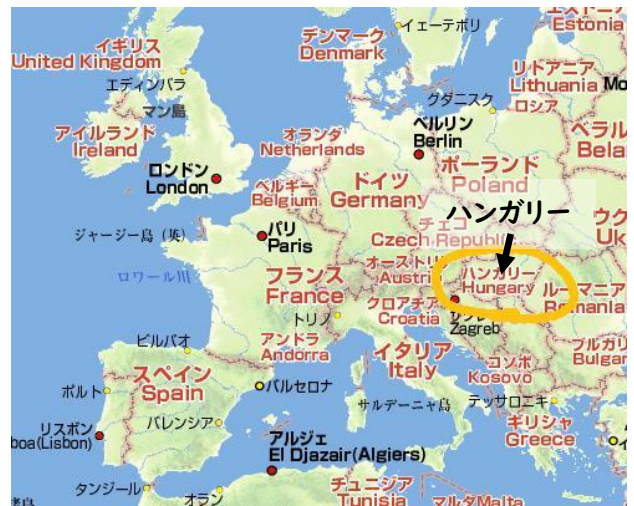 イェーテボリ
エストニア
Estonia
デンマーク
Denmark
イギリス
United Kingdom
エディンバラ
リトアニア
Lithuania
Mo
マン島
グダニスク
ロシア
アイルランド
Ireland
オランダ
Netherlands
ベルリン
Berlin
ベラル
Bela
ロンドン
London
ベルギー
Belgium
ドイツ
Germany
ポーランド
Poland
ハンガリー
ウク
Uk
ジャージー島(英)
パリ
Paris
チェコ
Czech Republic
ロワール川
フランス
France
オーストリ
Austri
ハンガリー
Hungary
ルーマニア
Romania
クロアチア
Croatia
Zagreb
トリノ
ビルバオ
アンドラ
Andorra
イタリア
Italy
コソボ
Kosovo
ブルガリ
Bulgar
スペイン
Spain
ポルト
バルセロナ
サルデーニャ島
テッサロニキ
リスボン
boa(Lisbon)
バレンシア
ギリシャ
Greece
アルジェ
El Djazair(Algiers)
タンジール
オラン
チュニジア
Tunisia
マルタMalta
諸島